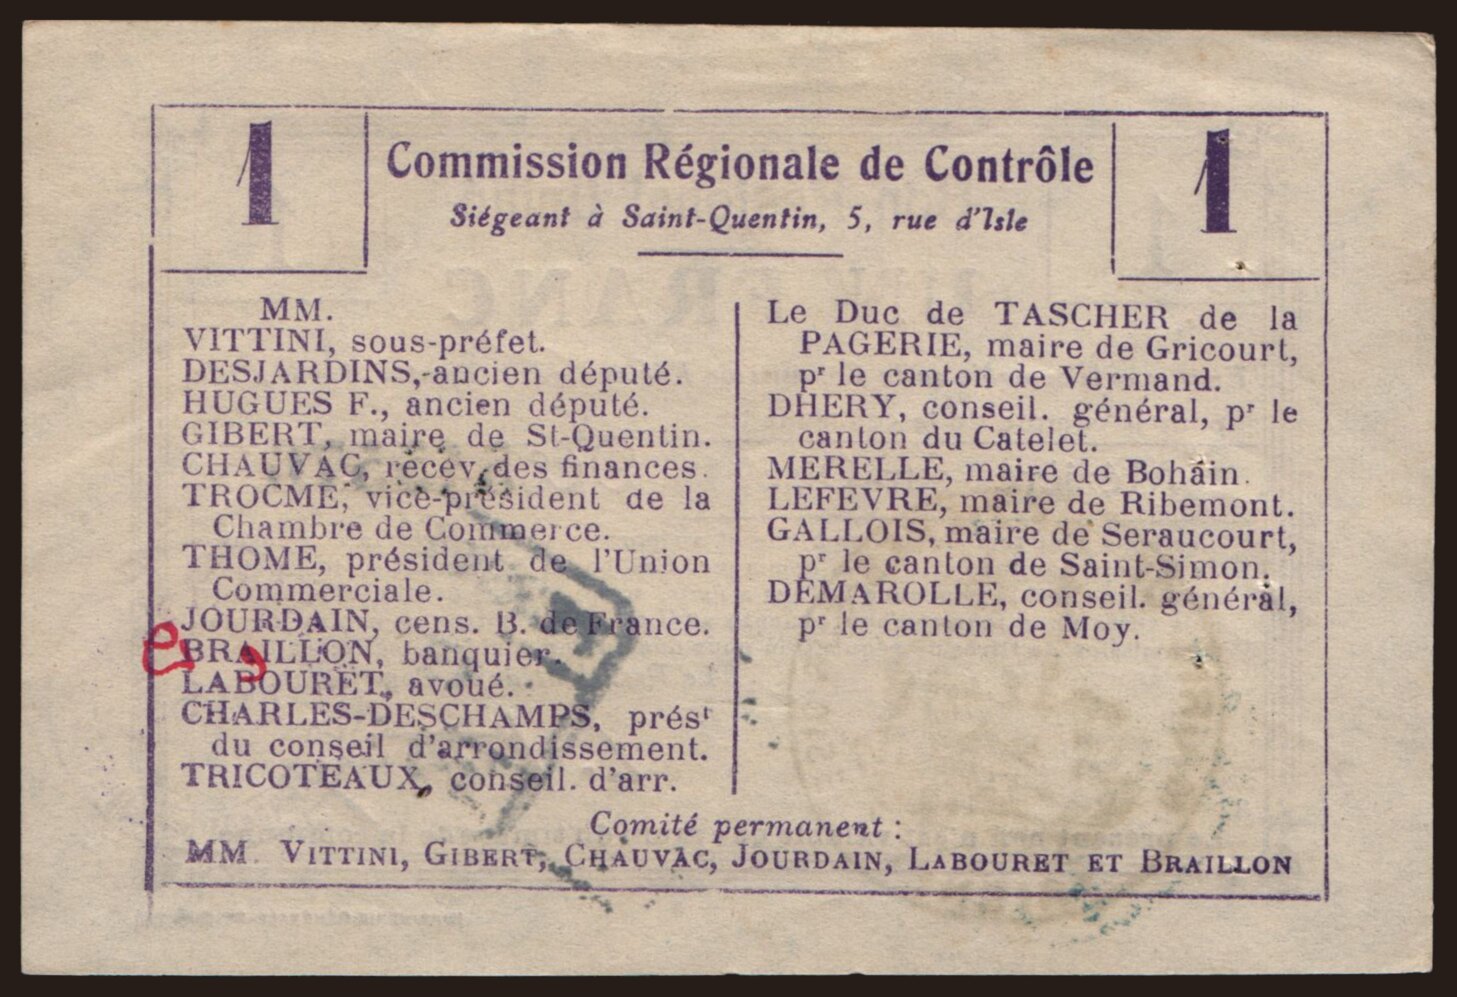 1
Commission Régionale de Contrôle
1
Siégeant à Saint-Quentin, 5, rue d'Isle
MM.
VITTINI, sous-préfet.
DESJARDINS, ancien député.
HUGUES F., ancien député.
GIBERT, maire de St-Quentin.
CHAUVAC, recev. des finances.
TROCME, vice-président de la
Chambre de Commerce.
THOME, président de l'Union
Commerciale.
JOURDAIN, cens. B. de France.
BRAILLON, banquier.
LABOURET, avoué.
CHARLES-DESCHAMPS, prést
du conseil d'arrondissement.
TRICOTEAUX, conseil. d'arr.
Le Duc de TASCHER de la
PAGERIE, maire de Gricourt,
pr le canton de Vermand.
DHERY, conseil. général, pr le
canton du Catelet.
MERELLE, maire de Bohain.
LEFEVRE, maire de Ribemont.
GALLOIS, maire de Seraucourt,
pr le canton de Saint-Simon.
DEMAROLLE, conseil. général,
pr le canton de Moy.
Comité permanent :
MM. VITTINI, GIBERT, CHAUVAC, JOURDAIN, LABOURET ET BRAILLON